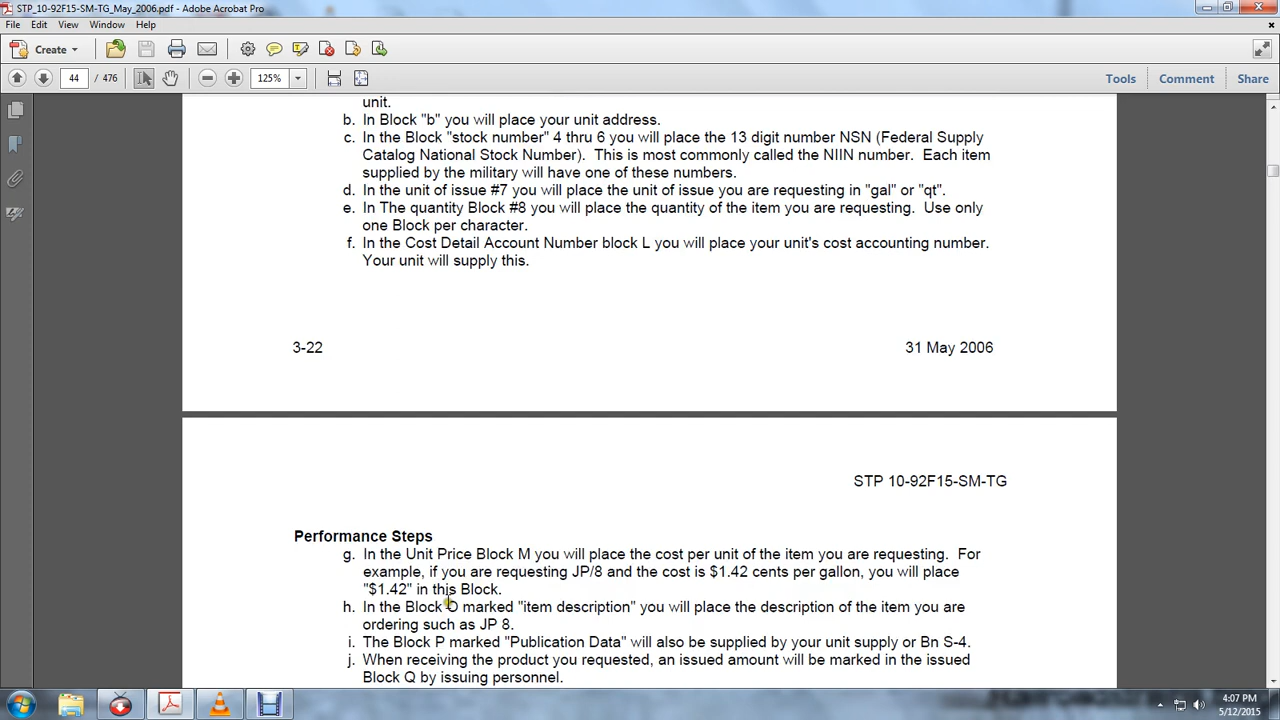 STP_10-92F15-SM-TG_May_2006.pdf - Adobe Acrobat Pro
File Edit View Window Help
Create
44 / 476 125% Tools Comment Share
unit.
b. In Block "b" you will place your unit address.
c. In the Block "stock number" 4 thru 6 you will place the 13 digit number NSN (Federal Supply
Catalog National Stock Number). This is most commonly called the NIIN number. Each item
supplied by the military will have one of these numbers.
d. In the unit of issue #7 you will place the unit of issue you are requesting in "gal" or "qt".
e. In The quantity Block #8 you will place the quantity of the item you are requesting. Use only
one Block per character.
f. In the Cost Detail Account Number block L you will place your unit's cost accounting number.
Your unit will supply this.
3-22 31 May 2006
STP 10-92F15-SM-TG
Performance Steps
g. In the Unit Price Block M you will place the cost per unit of the item you are requesting. For
example, if you are requesting JP/8 and the cost is $1.42 cents per gallon, you will place
"$1.42" in this Block.
h. In the Block O marked "item description" you will place the description of the item you are
ordering such as JP 8.
i. The Block P marked "Publication Data" will also be supplied by your unit supply or Bn S-4.
j. When receiving the product you requested, an issued amount will be marked in the issued
Block Q by issuing personnel.
4:07 PM
5/12/2015